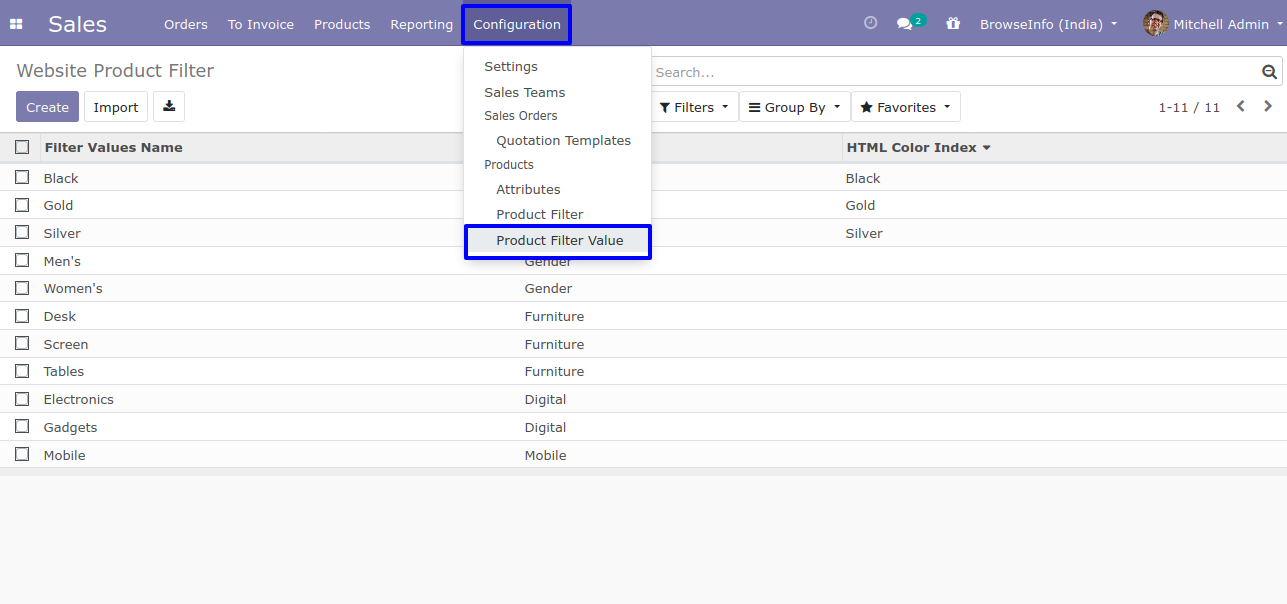 Sales Orders To Invoice Products Reporting Configuration 2 BrowseInfo (India) Mitchell Admin
Website Product Filter
Search...
Create Import
Filters Group By Favorites 1-11 / 11
Settings
Sales Teams
Sales Orders
Quotation Templates
Products
Attributes
Product Filter
Product Filter Value
Filter Values Name HTML Color Index
Black Black
Gold Gold
Silver Silver
Men's Gender
Women's Gender
Desk Furniture
Screen Furniture
Tables Furniture
Electronics Digital
Gadgets Digital
Mobile Mobile